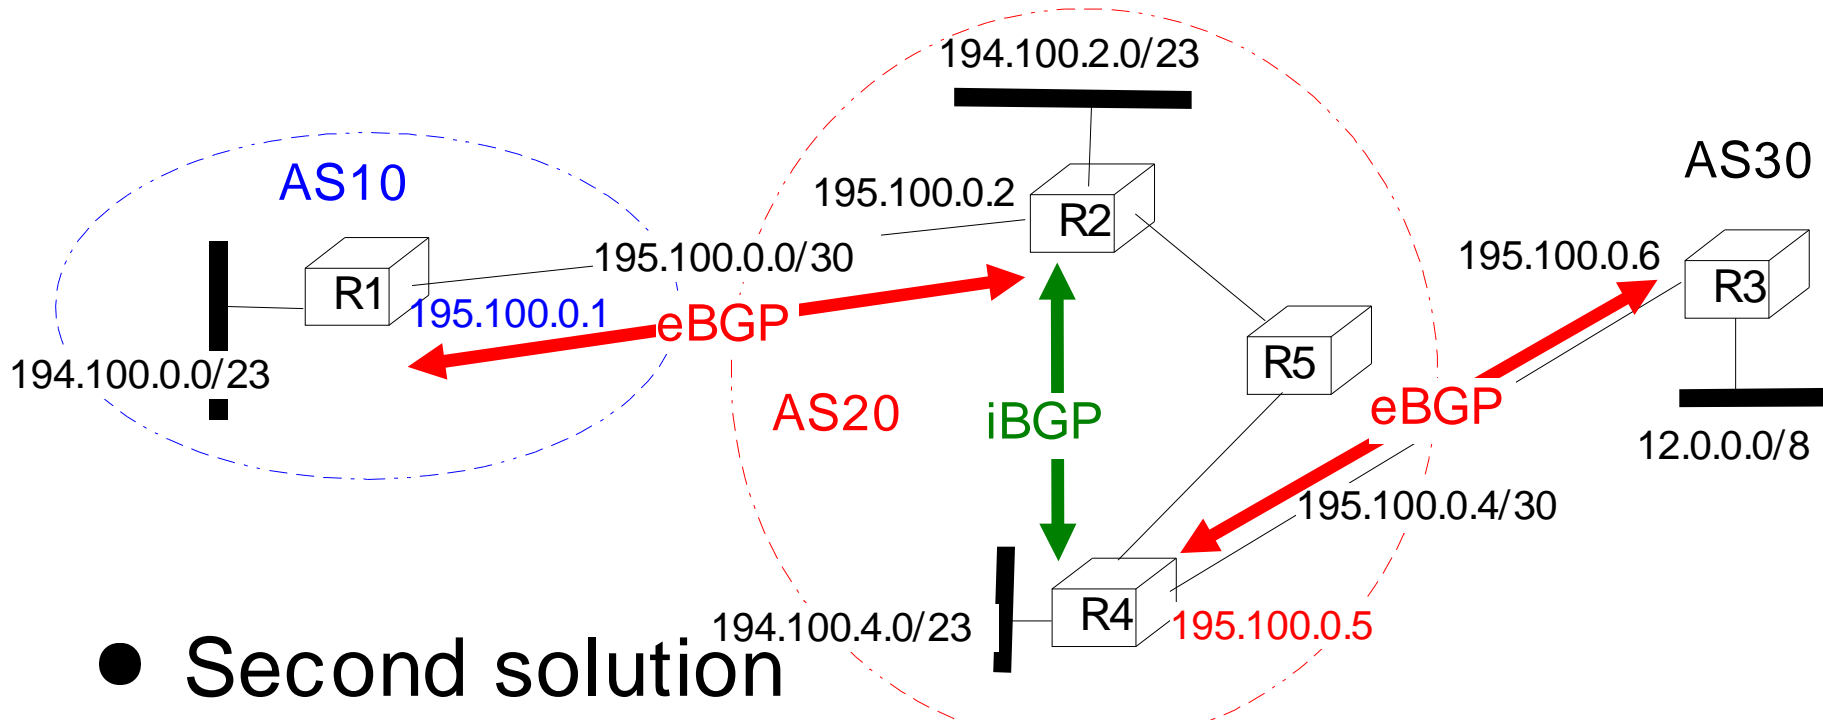 194.100.2.0/23
AS10
AS30
195.100.0.2
R2
195.100.0.0/30
195.100.0.6
R1
R3
195.100.0.1
eBGP
R5
194.100.0.0/23
AS20
iBGP
eBGP
12.0.0.0/8
195.100.0.4/30
194.100.4.0/23
R4
195.100.0.5
● Second solution